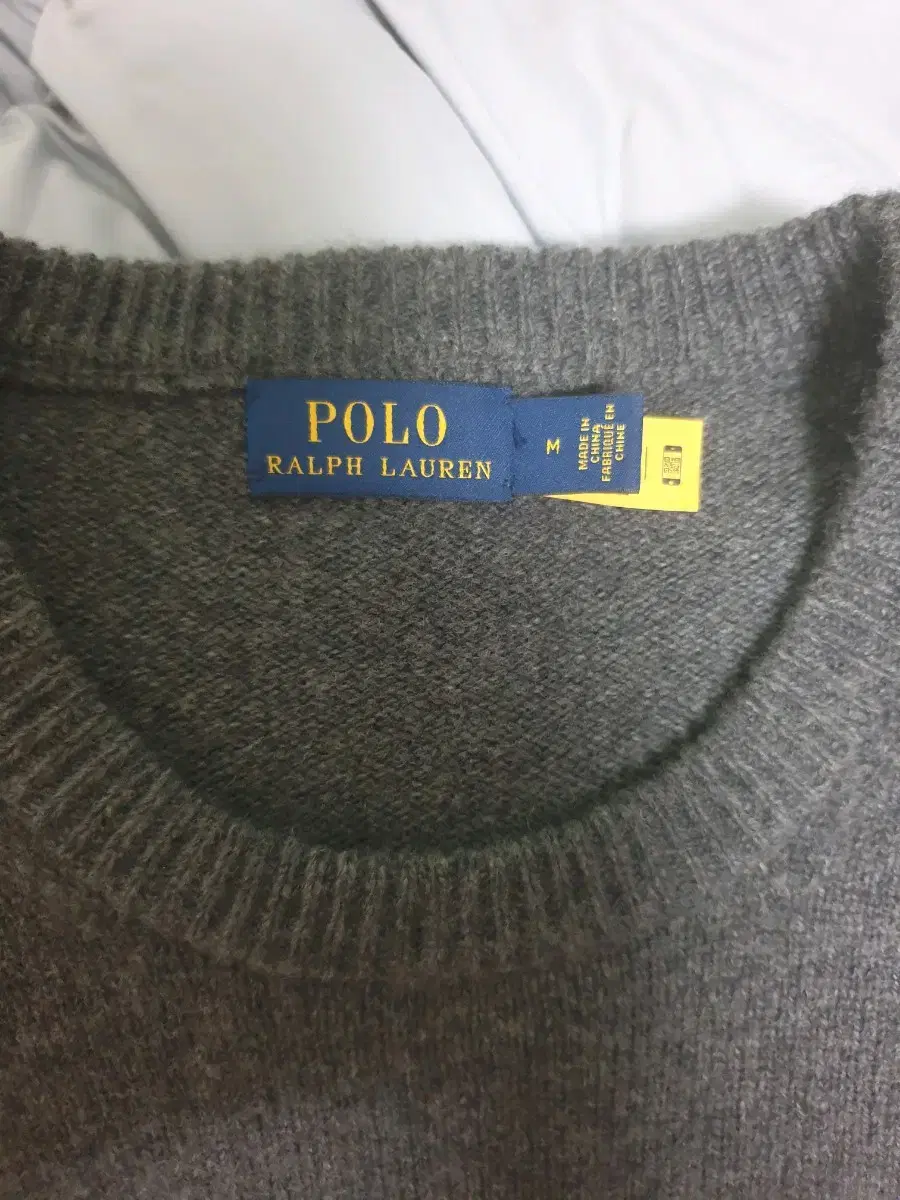 POLO
RALPH LAUREN
M
MADE IN
CHINA
FABRIQUÉ EN
CHINE